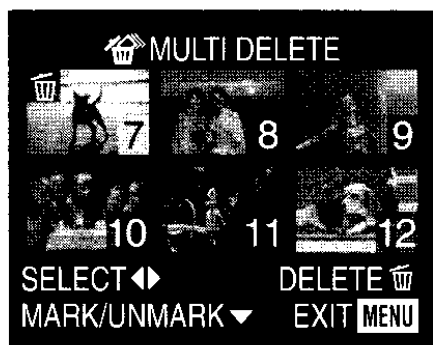 MULTI DELETE
7 8 9
10 11 12
SELECT DELETE
MARK/UNMARK EXIT MENU